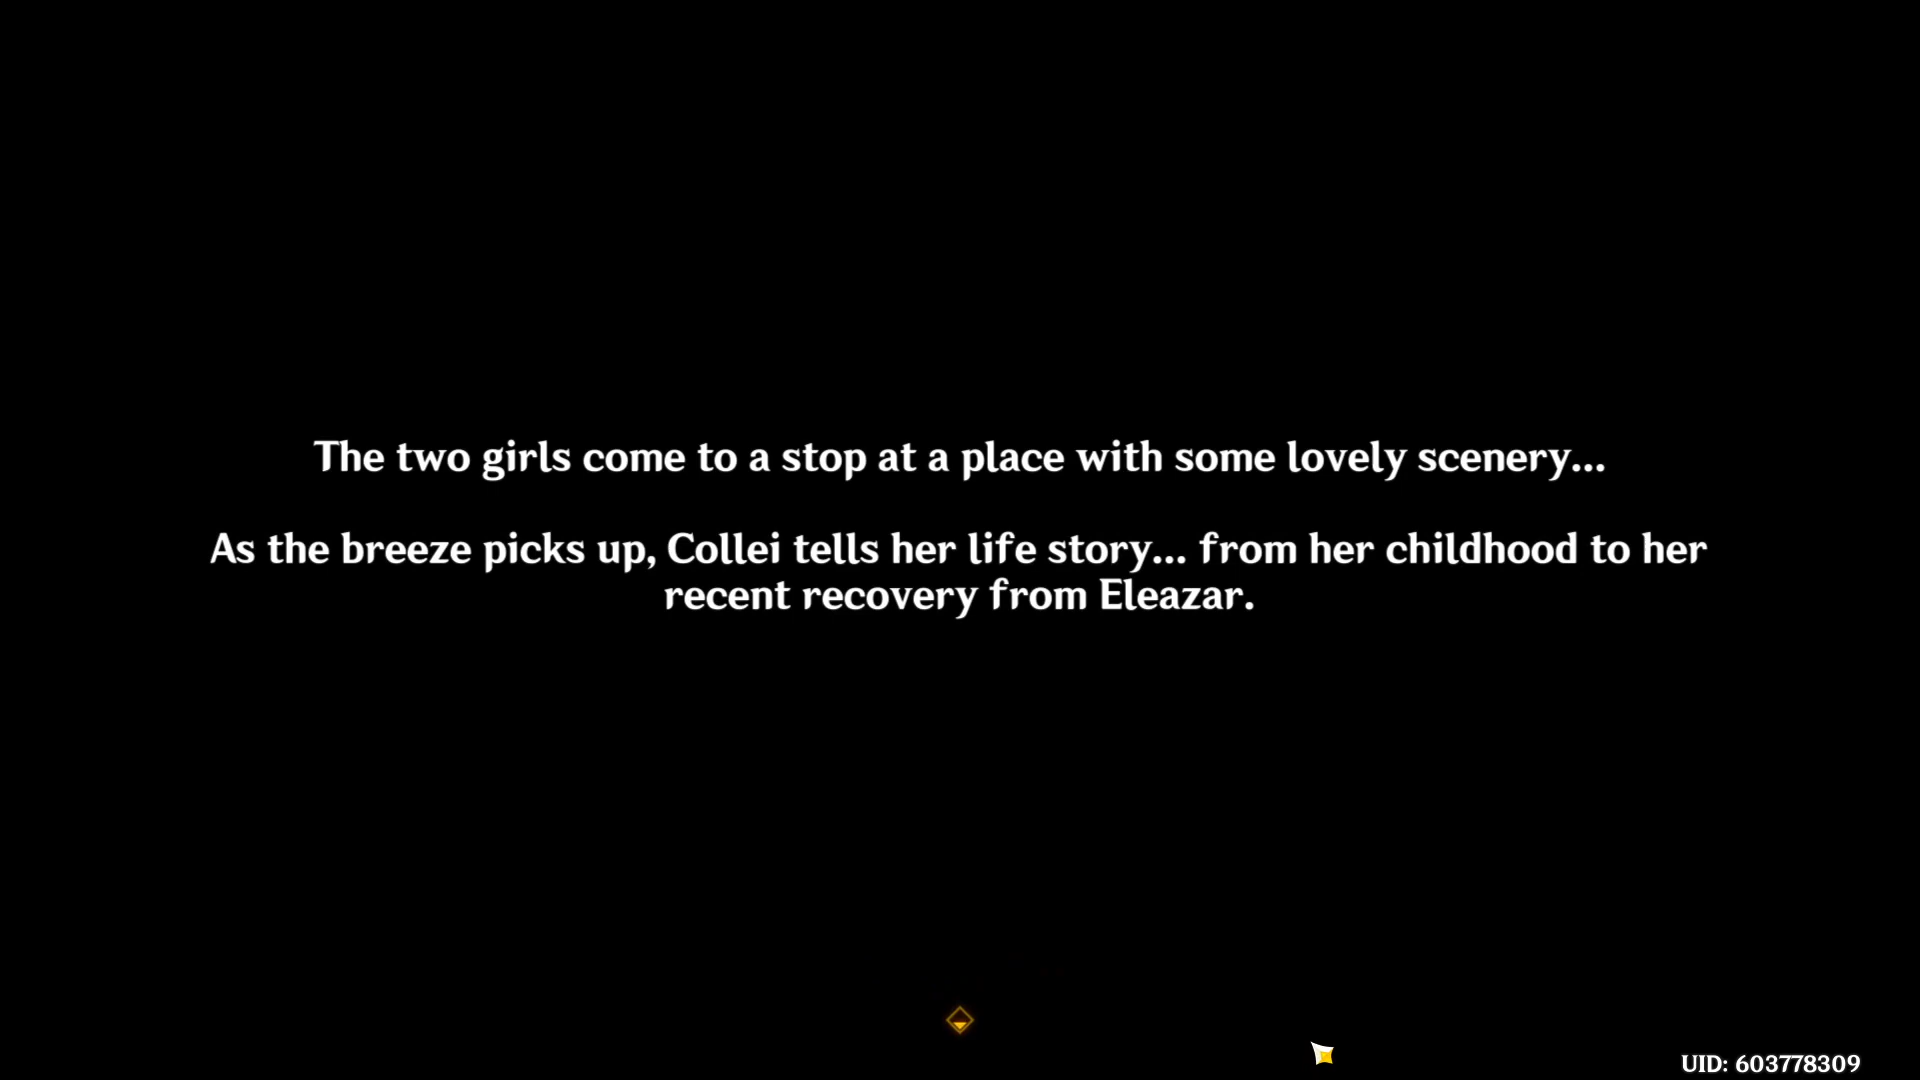 The two girls come to a stop at a place with some lovely scenery...
As the breeze picks up, Collei tells her life story... from her childhood to her
recent recovery from Eleazar.
UID: 603778309